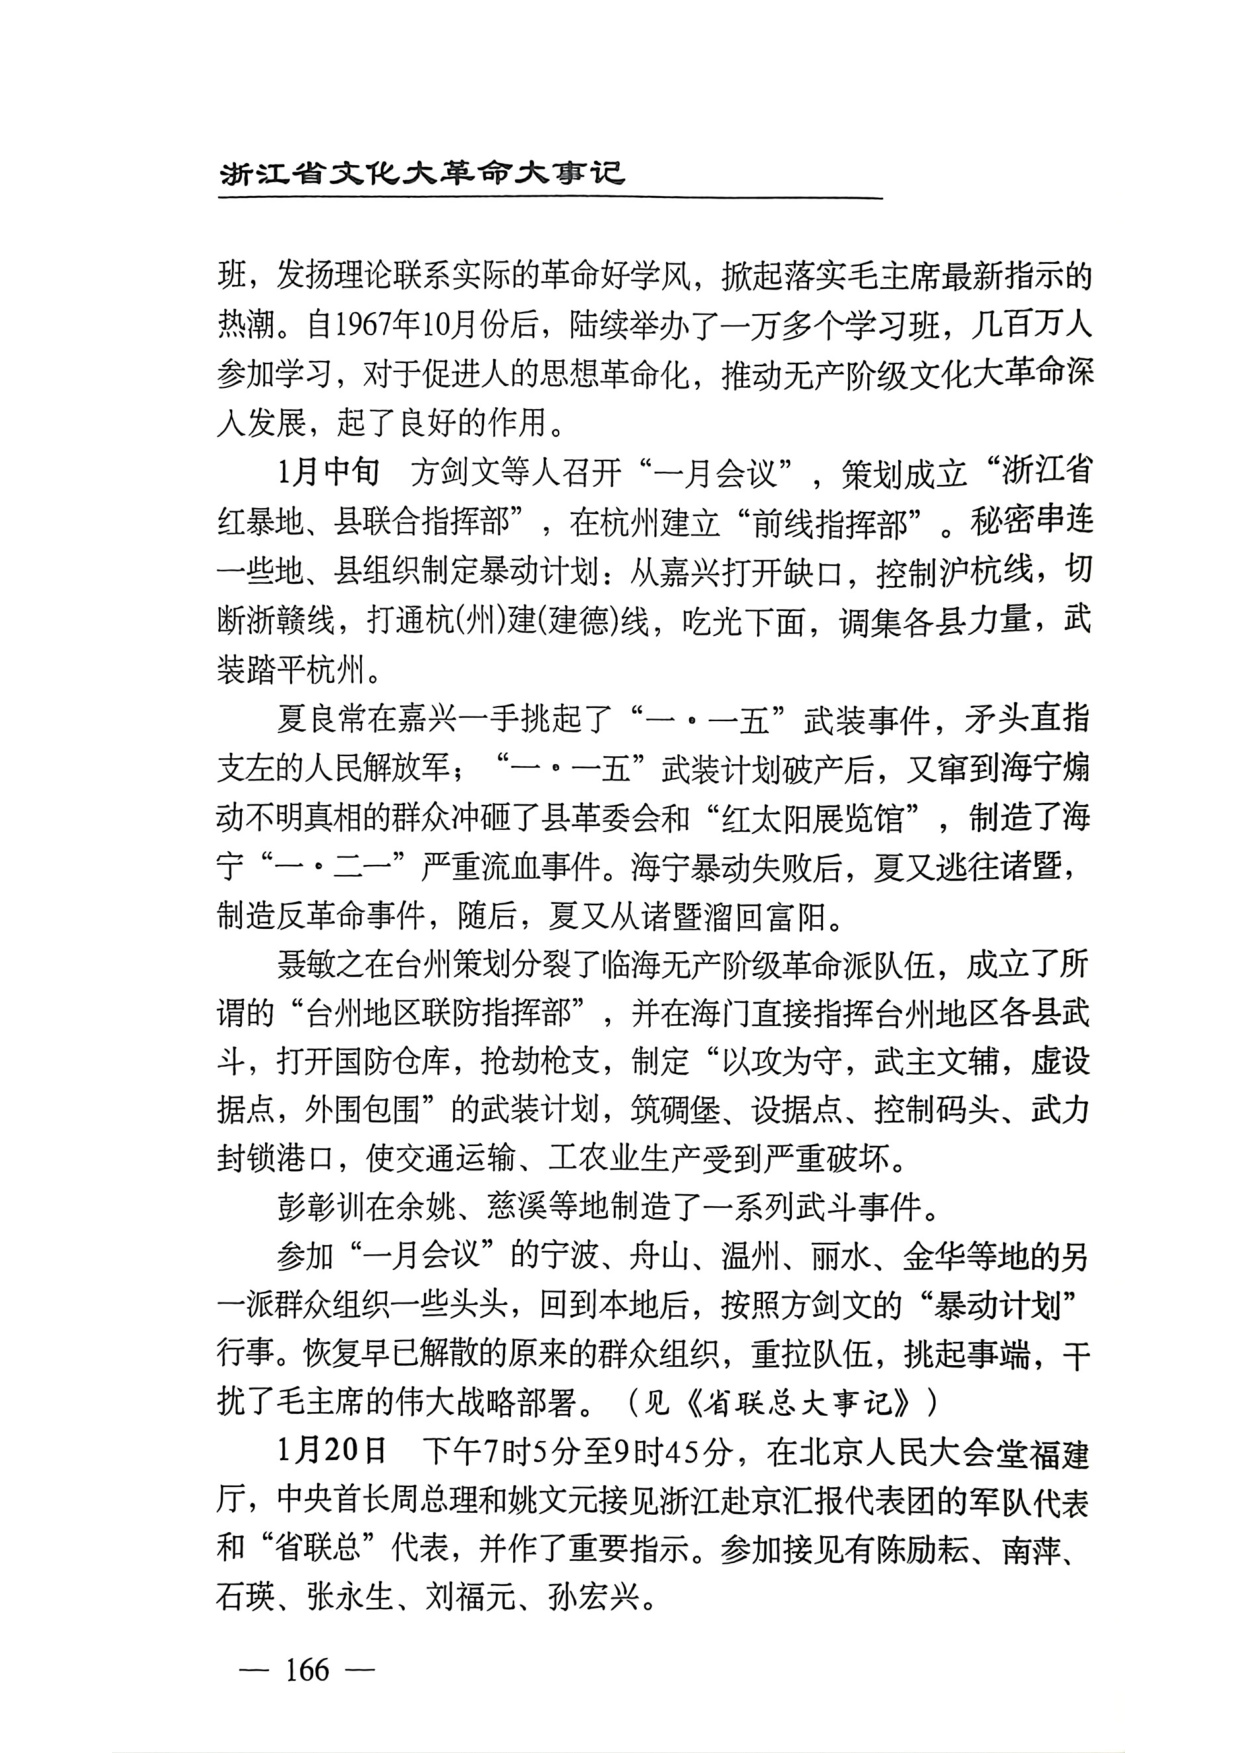 浙江省文化大革命大事记
班，发扬理论联系实际的革命好学风，掀起落实毛主席最新指示的
热潮。自1967年10月份后，陆续举办了一万多个学习班，几百万人
参加学习，对于促进人的思想革命化，推动无产阶级文化大革命深
入发展，起了良好的作用。
1月中旬　方剑文等人召开“一月会议”，策划成立“浙江省
红暴地、县联合指挥部”，在杭州建立“前线指挥部”。秘密串连
一些地、县组织制定暴动计划：从嘉兴打开缺口，控制沪杭线，切
断浙赣线，打通杭(州)建(建德)线，吃光下面，调集各县力量，武
装踏平杭州。
夏良常在嘉兴一手挑起了“一·一五”武装事件，矛头直指
支左的人民解放军；“一·一五”武装计划破产后，又窜到海宁煽
动不明真相的群众冲砸了县革委会和“红太阳展览馆”，制造了海
宁“一·二一”严重流血事件。海宁暴动失败后，夏又逃往诸暨，
制造反革命事件，随后，夏又从诸暨溜回富阳。
聂敏之在台州策划分裂了临海无产阶级革命派队伍，成立了所
谓的“台州地区联防指挥部”，并在海门直接指挥台州地区各县武
斗，打开国防仓库，抢劫枪支，制定“以攻为守，武主文辅，虚设
据点，外围包围”的武装计划，筑碉堡、设据点、控制码头、武力
封锁港口，使交通运输、工农业生产受到严重破坏。
彭彰训在余姚、慈溪等地制造了一系列武斗事件。
参加“一月会议”的宁波、舟山、温州、丽水、金华等地的另
一派群众组织一些头头，回到本地后，按照方剑文的“暴动计划”
行事。恢复早已解散的原来的群众组织，重拉队伍，挑起事端，干
扰了毛主席的伟大战略部署。（见《省联总大事记》）
1月20日　下午7时5分至9时45分，在北京人民大会堂福建
厅，中央首长周总理和姚文元接见浙江赴京汇报代表团的军队代表
和“省联总”代表，并作了重要指示。参加接见有陈励耘、南萍、
石瑛、张永生、刘福元、孙宏兴。
— 166 —